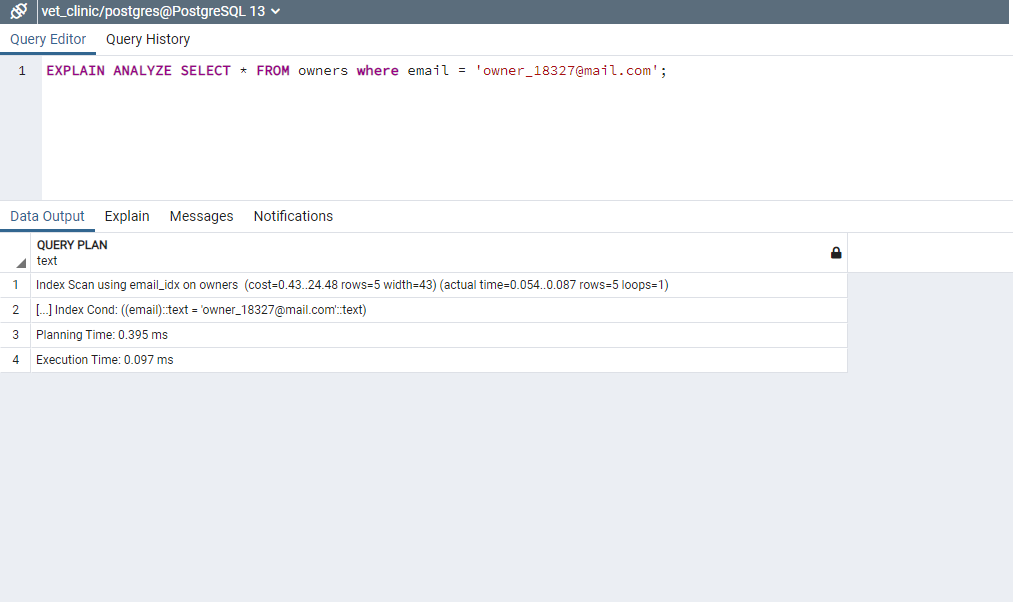 vet_clinic/postgres@PostgreSQL 13
Query Editor Query History
1 EXPLAIN ANALYZE SELECT * FROM owners where email = 'owner_18327@mail.com';
Data Output Explain Messages Notifications
QUERY PLAN
text
1 Index Scan using email_idx on owners (cost=0.43..24.48 rows=5 width=43) (actual time=0.054..0.087 rows=5 loops=1)
2 [...] Index Cond: ((email)::text = 'owner_18327@mail.com'::text)
3 Planning Time: 0.395 ms
4 Execution Time: 0.097 ms